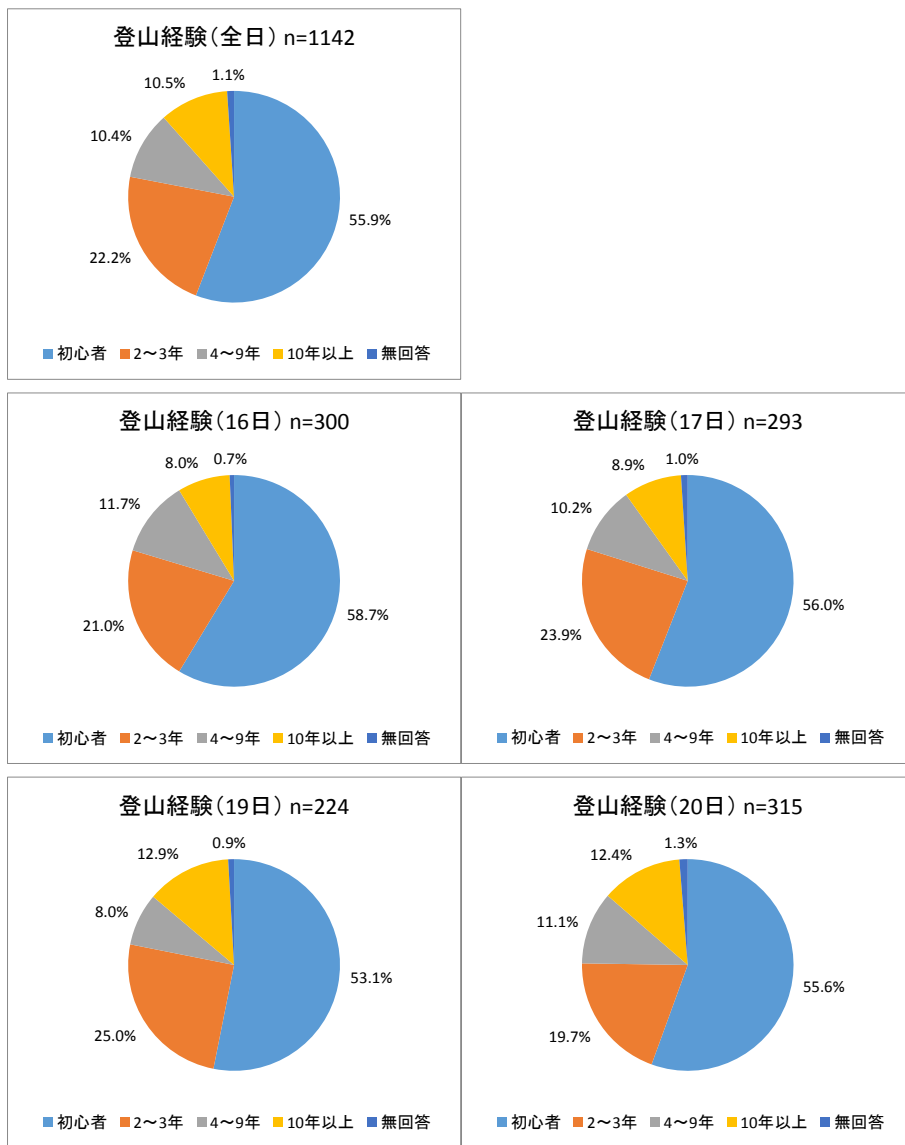 登山経験(全日) n=1142
1.1%
10.5%
10.4%
55.9%
22.2%
初心者 2～3年 4～9年 10年以上 無回答
登山経験(16日) n=300
0.7%
8.0%
11.7%
58.7%
21.0%
初心者 2～3年 4～9年 10年以上 無回答
登山経験(17日) n=293
1.0%
8.9%
10.2%
56.0%
23.9%
初心者 2～3年 4～9年 10年以上 無回答
登山経験(19日) n=224
0.9%
12.9%
8.0%
53.1%
25.0%
初心者 2～3年 4～9年 10年以上 無回答
登山経験(20日) n=315
1.3%
12.4%
11.1%
55.6%
19.7%
初心者 2～3年 4～9年 10年以上 無回答